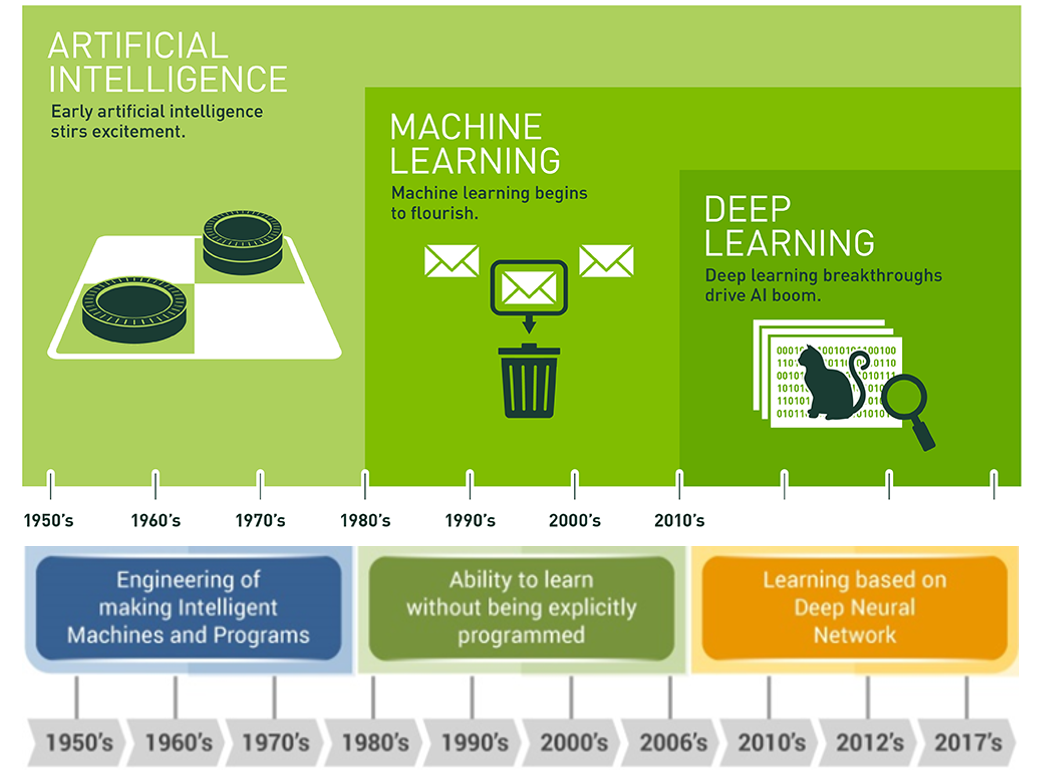 ARTIFICIAL
INTELLIGENCE
Early artificial intelligence
stirs excitement.
MACHINE
LEARNING
Machine learning begins
to flourish.
DEEP
LEARNING
Deep learning breakthroughs
drive AI boom.
1950's 1960's 1970's 1980's 1990's 2000's 2010's
Engineering of
making Intelligent
Machines and Programs
Ability to learn
without being explicitly
programmed
Learning based on
Deep Neural
Network
1950's 1960's 1970's 1980's 1990's 2000's 2006's 2010's 2012's 2017's